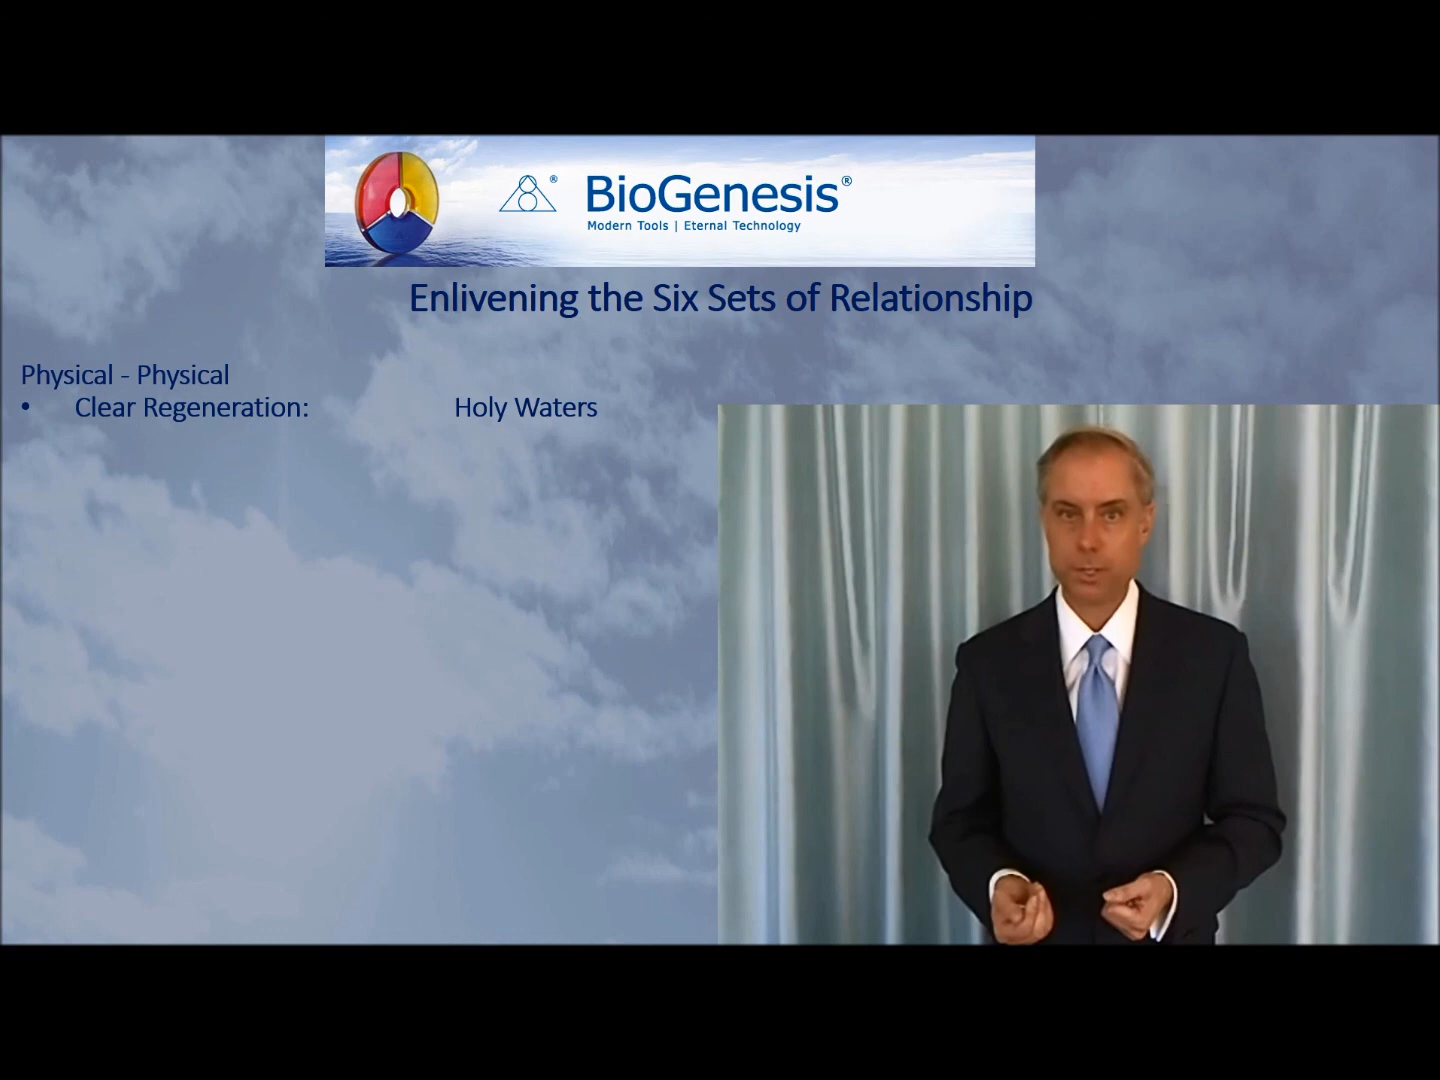 BioGenesis®
®
Modern Tools | Eternal Technology
Enlivening the Six Sets of Relationship
Physical - Physical
• Clear Regeneration: Holy Waters